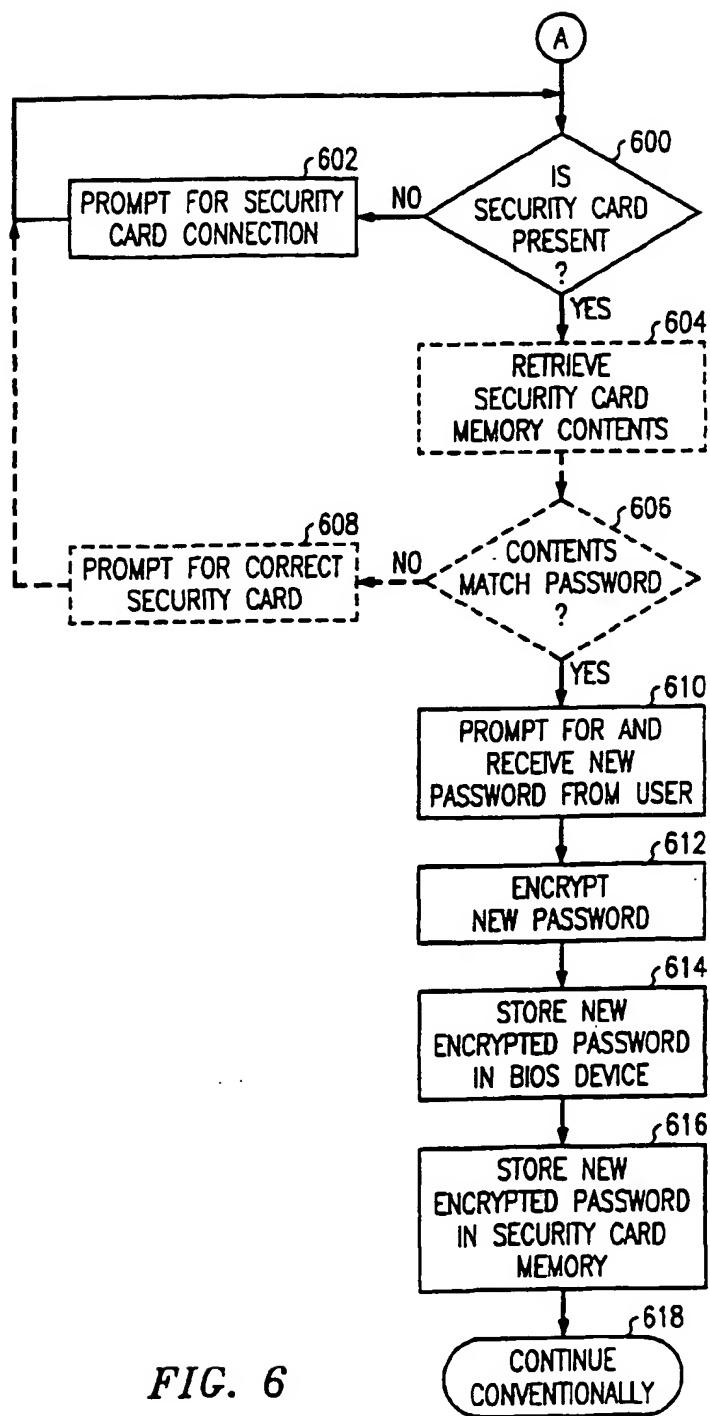 A
600
IS
SECURITY CARD
PRESENT
?
NO
602
PROMPT FOR SECURITY
CARD CONNECTION
YES
604
RETRIEVE
SECURITY CARD
MEMORY CONTENTS
606
CONTENTS
MATCH PASSWORD
?
NO
608
PROMPT FOR CORRECT
SECURITY CARD
YES
610
PROMPT FOR AND
RECEIVE NEW
PASSWORD FROM USER
612
ENCRYPT
NEW PASSWORD
614
STORE NEW
ENCRYPTED PASSWORD
IN BIOS DEVICE
616
STORE NEW
ENCRYPTED PASSWORD
IN SECURITY CARD
MEMORY
618
CONTINUE
CONVENTIONALLY
FIG. 6